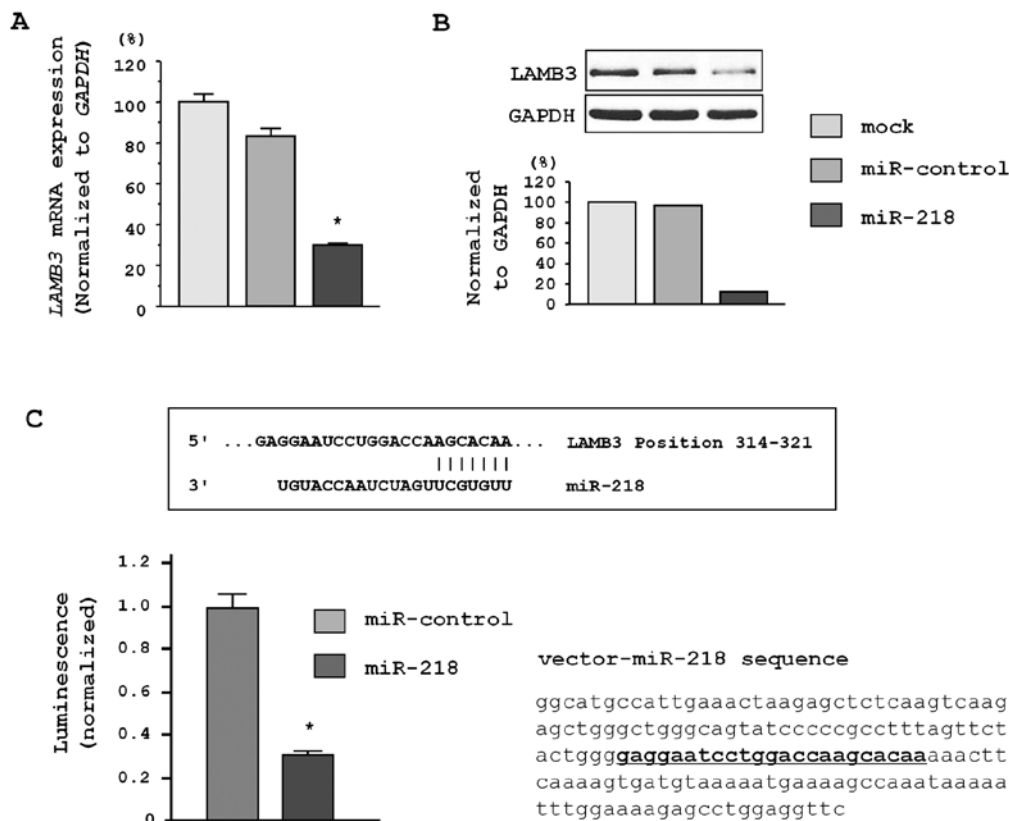 A
(%)
LAMB3 mRNA expression
(Normalized to GAPDH)
120
100
80
60
40
20
0
*
B
LAMB3
GAPDH
(%)
Normalized
to GAPDH
120
100
80
60
40
20
0
mock
miR-control
miR-218
C
5' ...GAGGAAUCCUGGACCAAGCACAA... LAMB3 Position 314-321
3' UGUACCAAUCUAGUUCGUGUU miR-218
Luminescence
(normalized)
1.2
1.0
0.8
0.6
0.4
0.2
0
*
miR-control
miR-218
vector-miR-218 sequence
ggcatgccattgaaactaagagctctcaagtcaag
agctgggctgggcagtatcccccgcctttagttct
actggggaggaatcctggaccaagcacaaaaactt
caaaagtgatgtaaaaatgaaaagccaaataaaaa
tttggaaaagagcctggaggttc